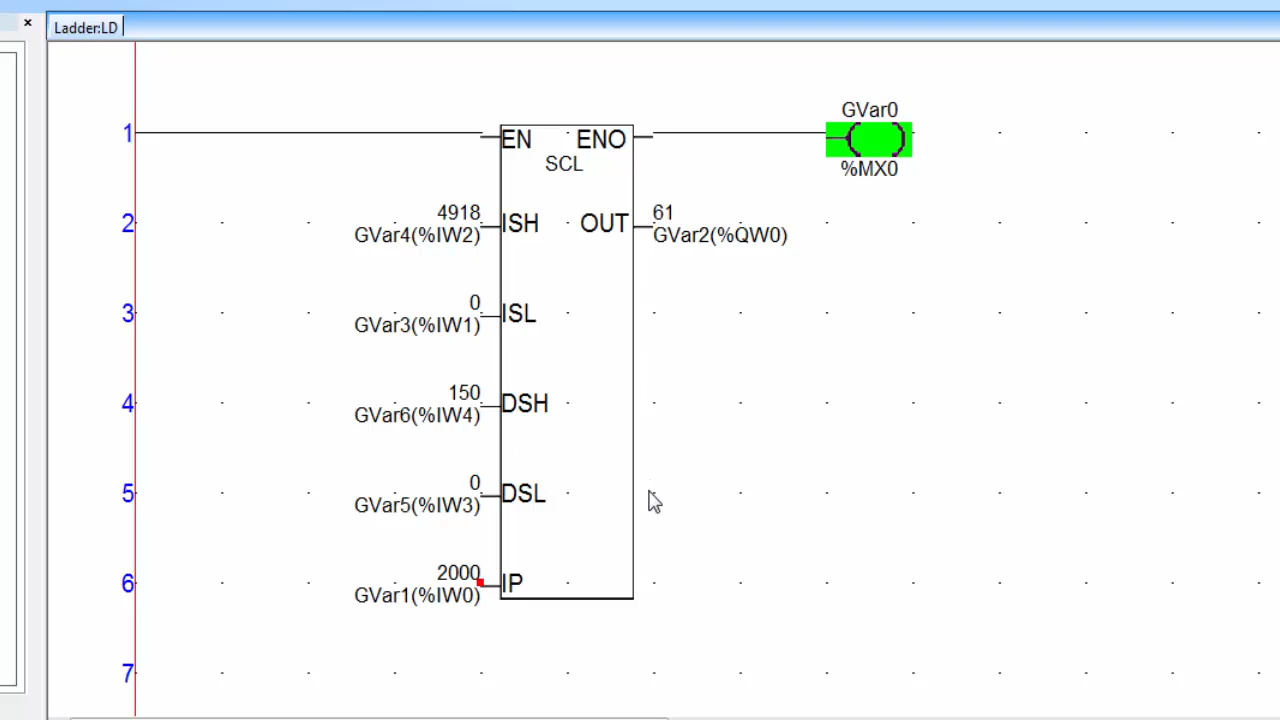 Ladder:LD
GVar0
1 EN ENO
SCL
%MX0
4918 61
2 ISH OUT
GVar4(%IW2) GVar2(%QW0)
0
3 ISL
GVar3(%IW1)
150
4 DSH
GVar6(%IW4)
0
5 DSL
GVar5(%IW3)
2000
6 IP
GVar1(%IW0)
7